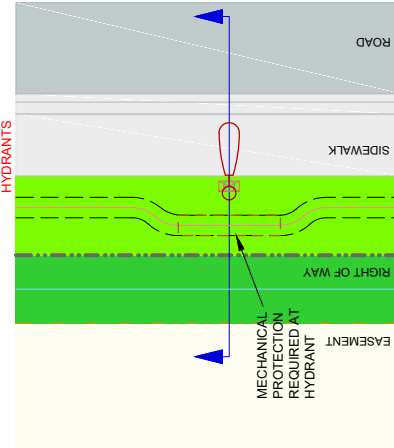 HYDRANTS
ROAD
SIDEWALK
RIGHT OF WAY
EASEMENT
MECHANICAL
PROTECTION
REQUIRED AT
HYDRANT